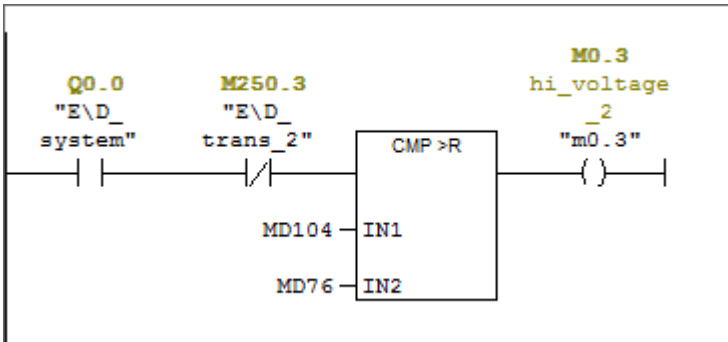 M0.3
Q0.0 M250.3 hi_voltage
"E\D_ "E\D_ _2
system" trans_2" "m0.3"
CMP >R
MD104 IN1
MD76 IN2